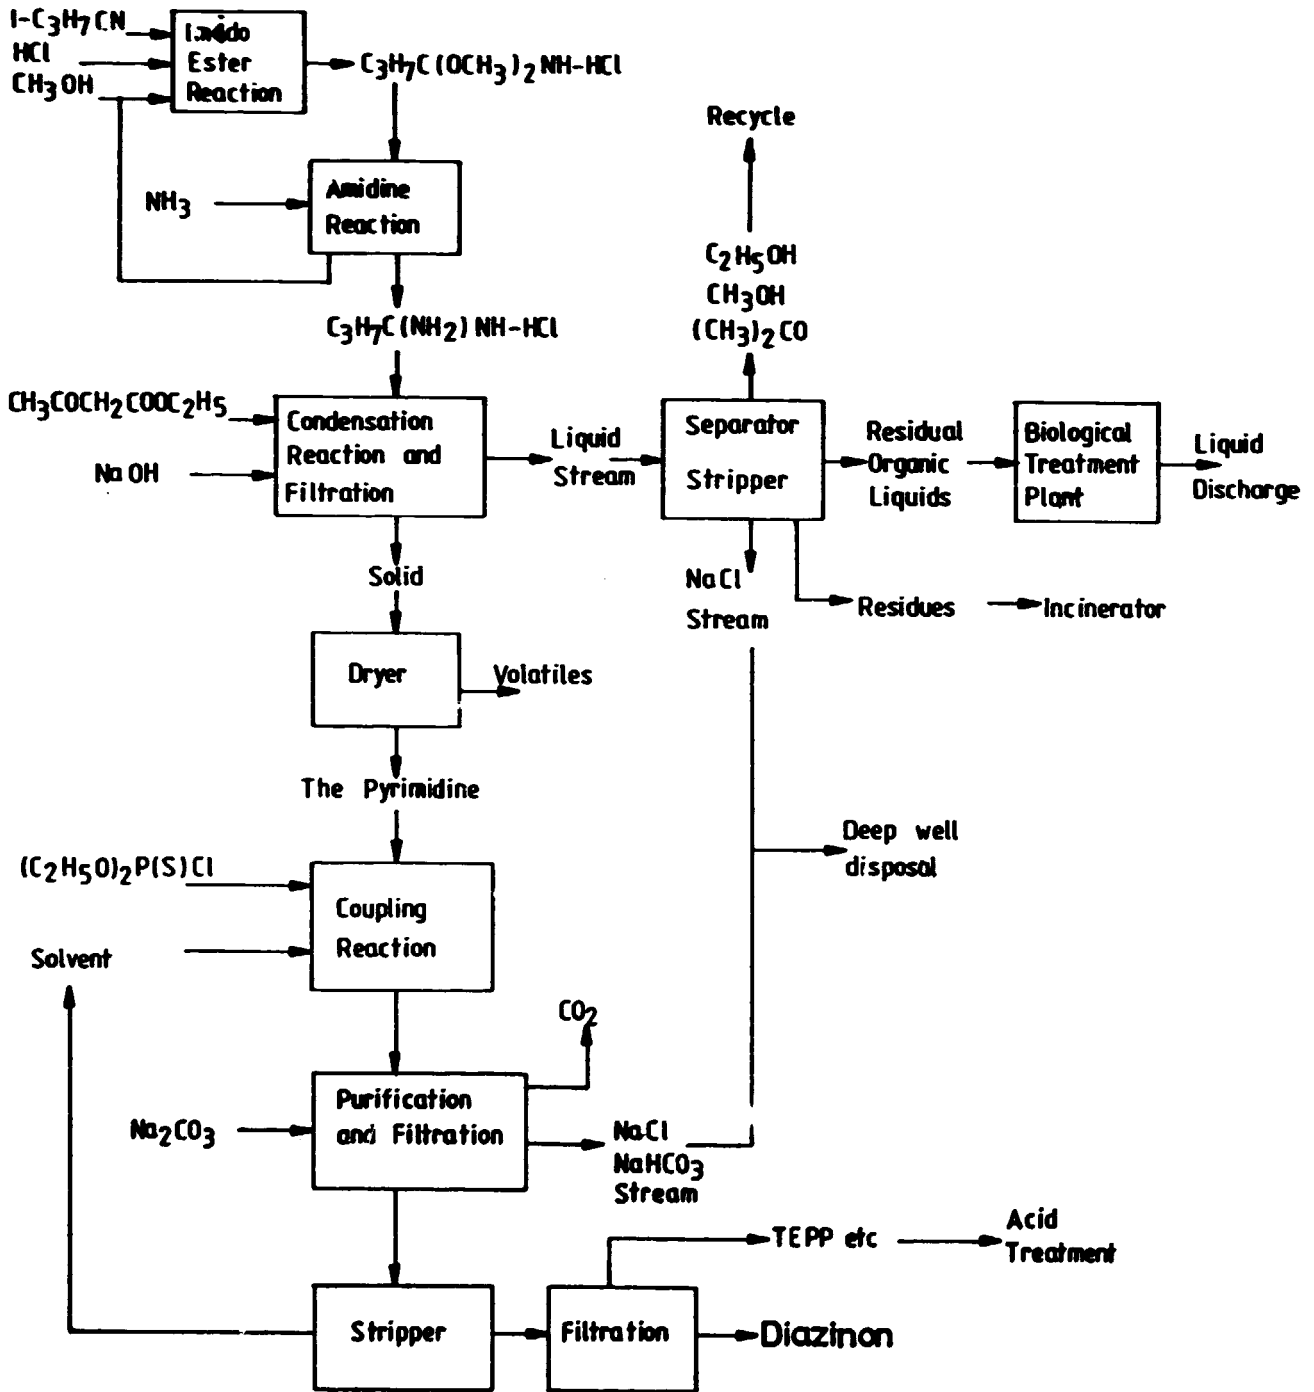 I-C3H7CN
HCl
CH3OH
Imido
Ester
Reaction
C3H7C(OCH3)2NH-HCl
NH3
Amidine
Reaction
C3H7C(NH2)NH-HCl
Recycle
C2H5OH
CH3OH
(CH3)2CO
CH3COCH2COOC2H5
NaOH
Condensation
Reaction and
Filtration
Liquid
Stream
Separator
Stripper
Residual
Organic
Liquids
Biological
Treatment
Plant
Liquid
Discharge
Solid
NaCl
Stream
Residues
Incinerator
Dryer
Volatiles
The Pyrimidine
Deep well
disposal
(C2H5O)2P(S)Cl
Solvent
Coupling
Reaction
CO2
Na2CO3
Purification
and Filtration
NaCl
NaHCO3
Stream
TEPP etc
Acid
Treatment
Stripper
Filtration
Diazinon